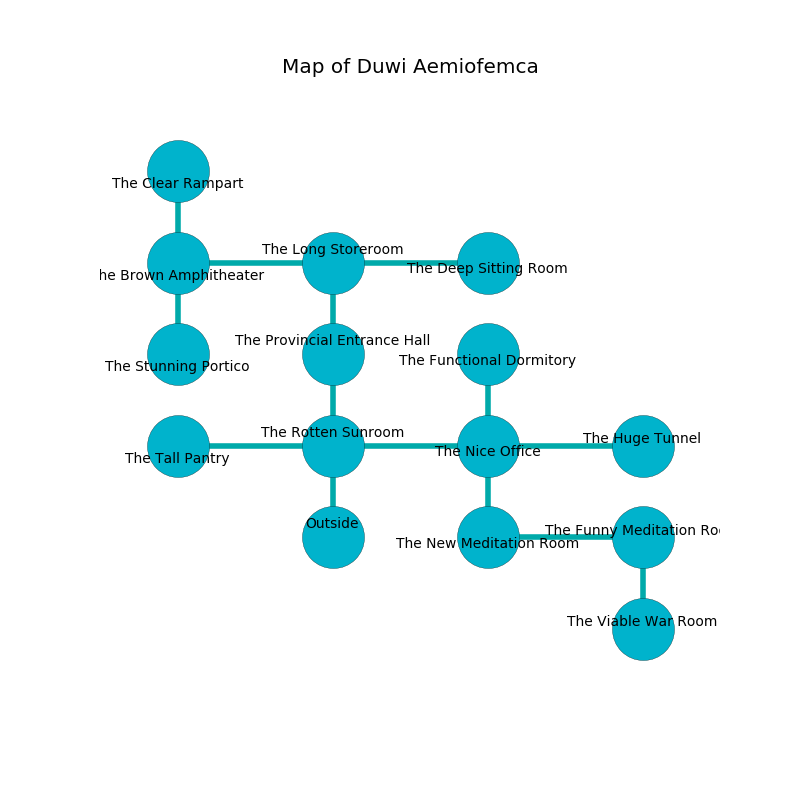 Map of Duwi Aemiofemca
The Clear Rampart
The Long Storeroom
The Deep Sitting Room
he Brown Amphitheater
The Provincial Entrance Hall
The Functional Dormitory
The Stunning Portico
The Rotten Sunroom
The Huge Tunnel
The Nice Office
The Tall Pantry
Outside
The Funny Meditation Ro
The New Meditation Room
The Viable War Room